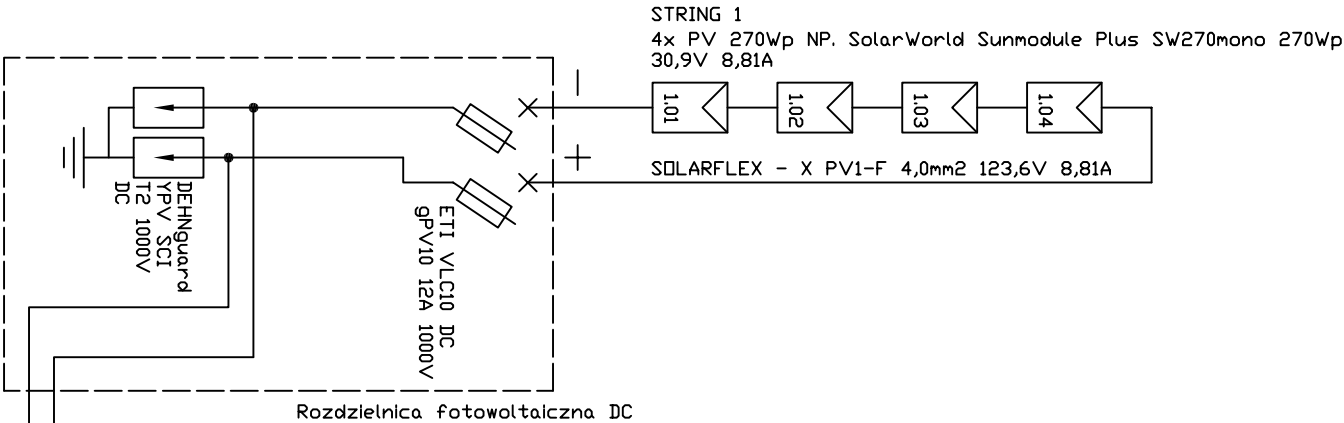 STRING 1
4x PV 270Wp NP. SolarWorld Sunmodule Plus SW270mono 270Wp
30,9V 8,81A
1.01
1.02
1.03
1.04
SOLARFLEX - X PV1-F 4,0mm2 123,6V 8,81A
DEHNguard
YPV SCI
T2 1000V
DC
ETI VLC10 DC
gPV10 12A 1000V
Rozdzielnica fotowoltaiczna DC